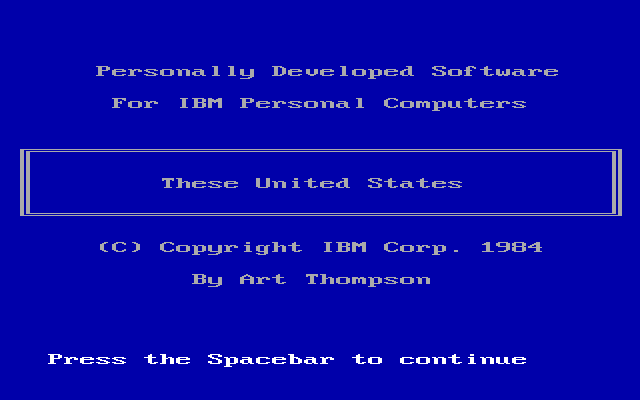 Personally Developed Software
For IBM Personal Computers
These United States
(C) Copyright IBM Corp. 1984
By Art Thompson
Press the Spacebar to continue